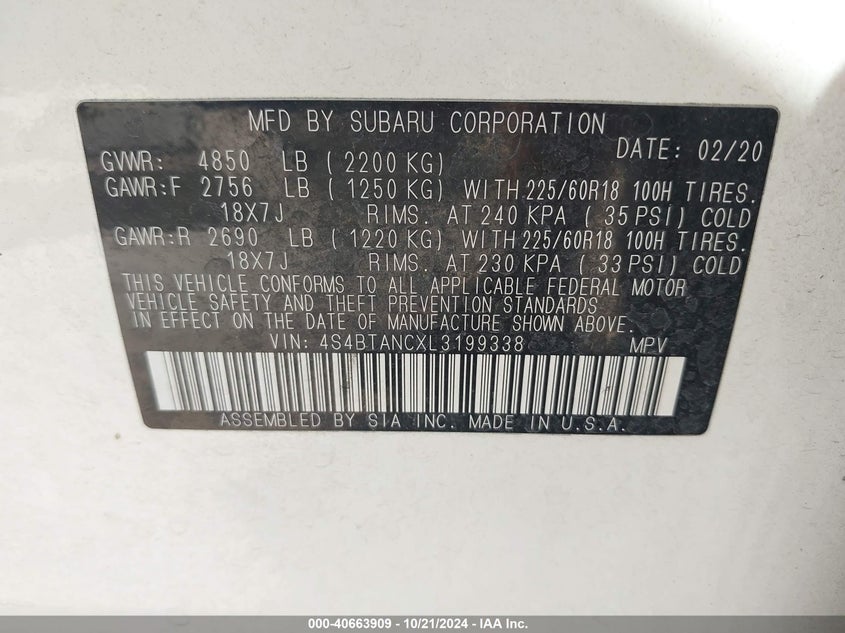 MFD BY SUBARU CORPORATION
DATE: 02/20
GVWR: 4850 LB ( 2200 KG)
GAWR:F 2756 LB ( 1250 KG) WITH 225/60R18 100H TIRES.
18X7J RIMS. AT 240 KPA ( 35 PSI) COLD
GAWR:R 2690 LB ( 1220 KG) WITH 225/60R18 100H TIRES.
18X7J RIMS. AT 230 KPA ( 33 PSI) COLD
THIS VEHICLE CONFORMS TO ALL APPLICABLE FEDERAL MOTOR
VEHICLE SAFETY AND THEFT PREVENTION STANDARDS
IN EFFECT ON THE DATE OF MANUFACTURE SHOWN ABOVE.
VIN: 4S4BTANCXL3199338 MPV
ASSEMBLED BY SIA INC. MADE IN U.S.A.
000-40663909 - 10/21/2024 - IAA Inc.